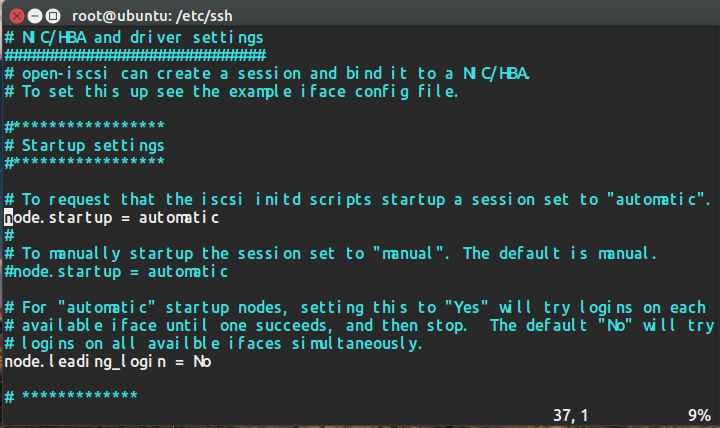 root@ubuntu: /etc/ssh
# NIC/HBA and driver settings
#############################
# open-iscsi can create a session and bind it to a NIC/HBA.
# To set this up see the example iface config file.
#*****************
# Startup settings
#*****************
# To request that the iscsi initd scripts startup a session set to "automatic".
node.startup = automatic
#
# To manually startup the session set to "manual". The default is manual.
#node.startup = automatic
# For "automatic" startup nodes, setting this to "Yes" will try logins on each
# available iface until one succeeds, and then stop.  The default "No" will try
# logins on all availble ifaces simultaneously.
node.leading_login = No
# *************
37,1 9%